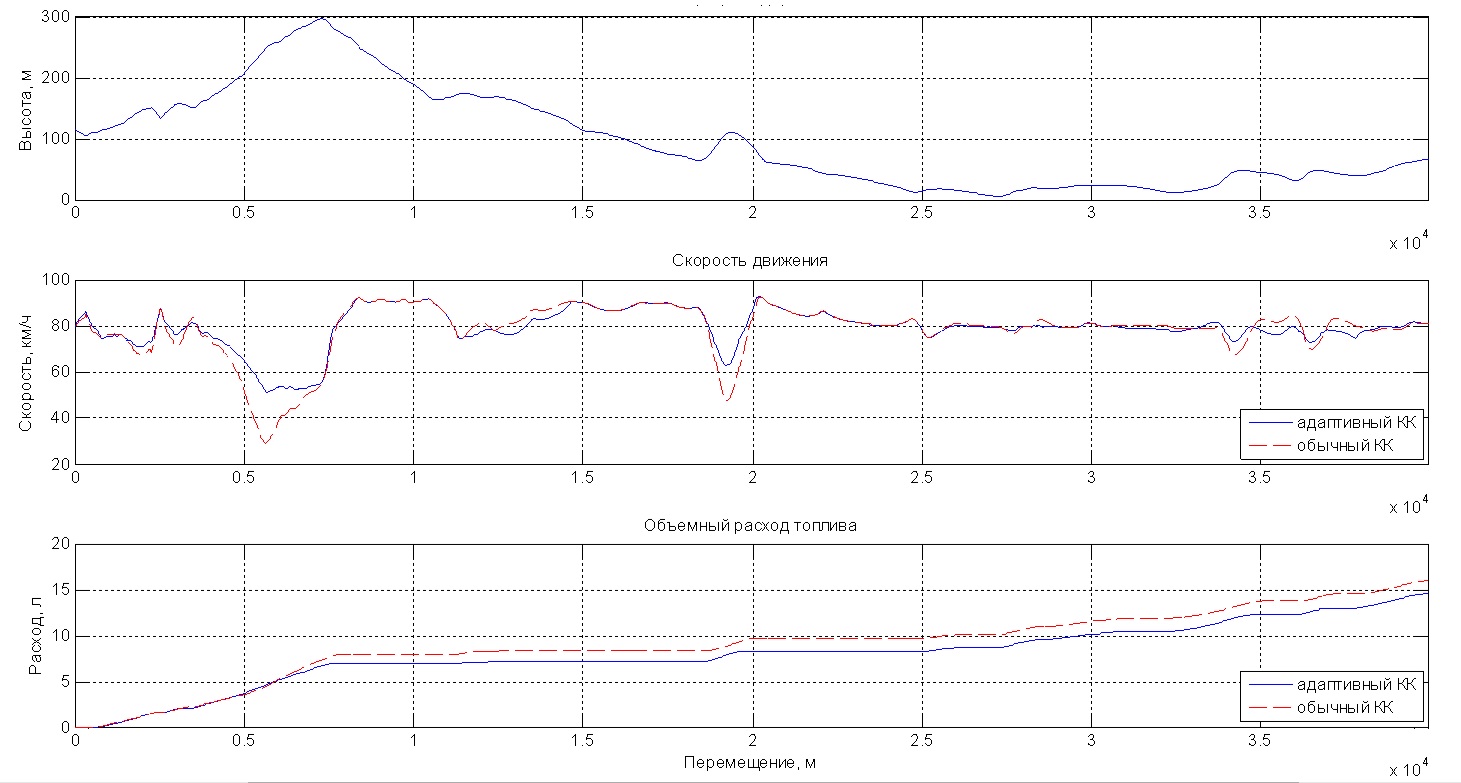 300
200
100
0
Высота, м
0 0.5 1 1.5 2 2.5 3 3.5
x 10^4
Скорость движения
100
80
60
40
20
Скорость, км/ч
адаптивный КК
обычный КК
0 0.5 1 1.5 2 2.5 3 3.5
x 10^4
Объемный расход топлива
20
15
10
5
0
Расход, л
адаптивный КК
обычный КК
0 0.5 1 1.5 2 2.5 3 3.5
Перемещение, м
x 10^4